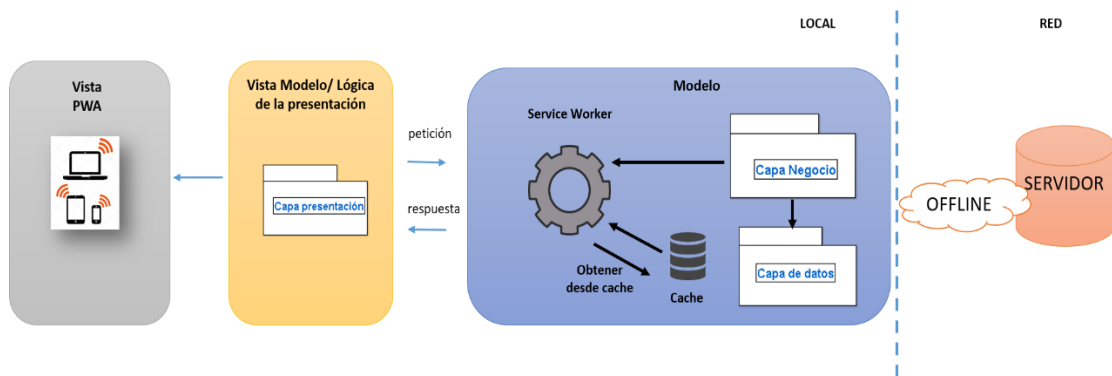 LOCAL
RED
Vista
PWA
Vista Modelo/ Lógica
de la presentación
Capa presentación
petición
respuesta
Modelo
Service Worker
Capa Negocio
Obtener
desde cache
Cache
Capa de datos
OFFLINE
SERVIDOR